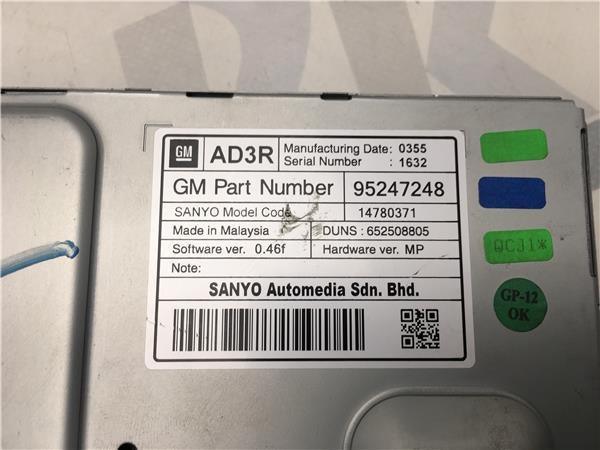 GM AD3R Manufacturing Date: 0355
Serial Number : 1632
GM Part Number 95247248
SANYO Model Code 14780371
Made in Malaysia DUNS : 652508805
Software ver. 0.46f Hardware ver. MP
Note:
SANYO Automedia Sdn. Bhd.
QCJ1*
GP-12
OK